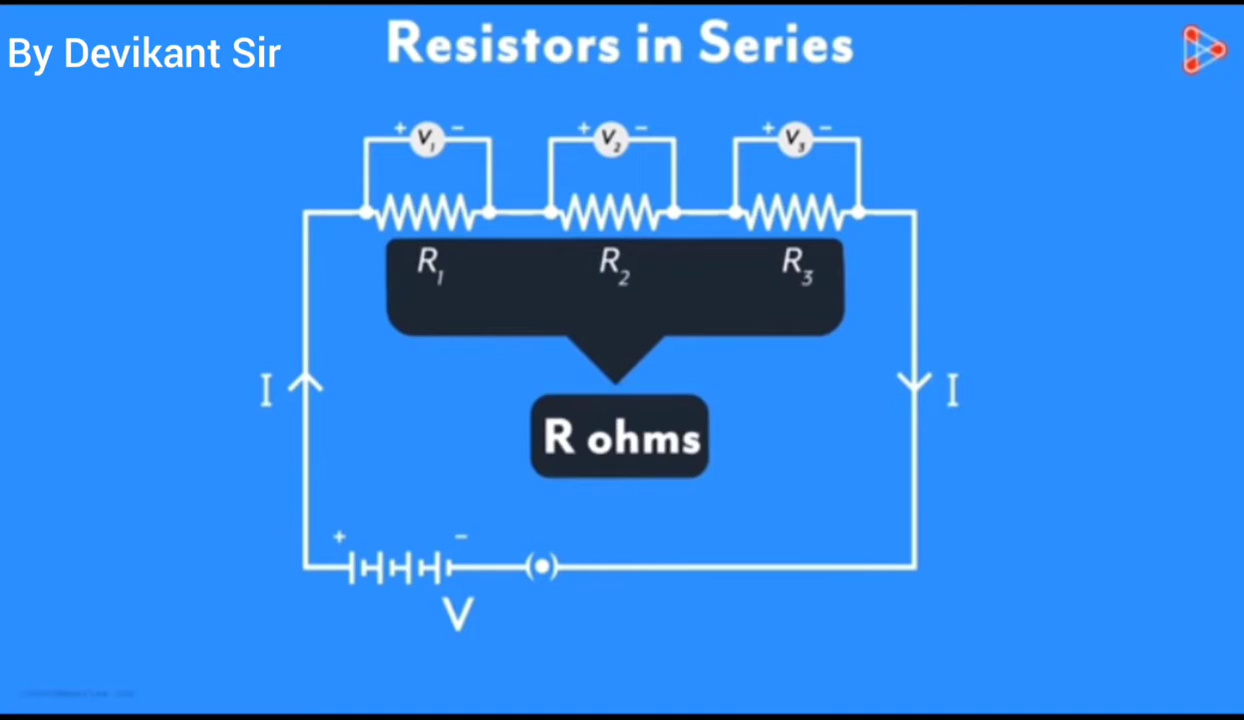 By Devikant Sir
Resistors in Series
+ V₁ −
+ V₂ −
+ V₃ −
R₁
R₂
R₃
I
I
R ohms
+ −
V